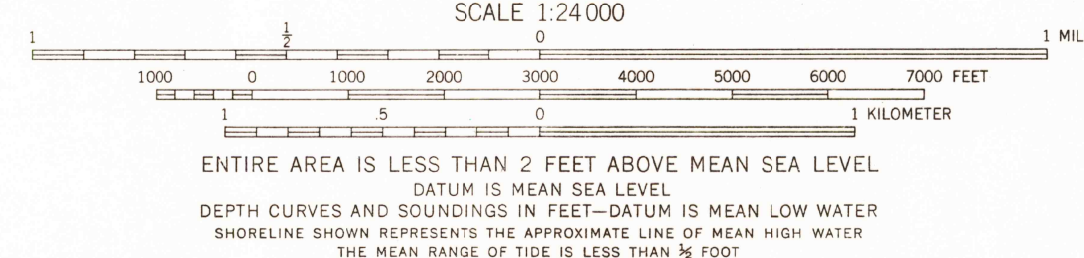 SCALE 1:24 000
1 ½ 0 1 MIL
1000 0 1000 2000 3000 4000 5000 6000 7000 FEET
1 .5 0 1 KILOMETER
ENTIRE AREA IS LESS THAN 2 FEET ABOVE MEAN SEA LEVEL
DATUM IS MEAN SEA LEVEL
DEPTH CURVES AND SOUNDINGS IN FEET—DATUM IS MEAN LOW WATER
SHORELINE SHOWN REPRESENTS THE APPROXIMATE LINE OF MEAN HIGH WATER
THE MEAN RANGE OF TIDE IS LESS THAN ½ FOOT